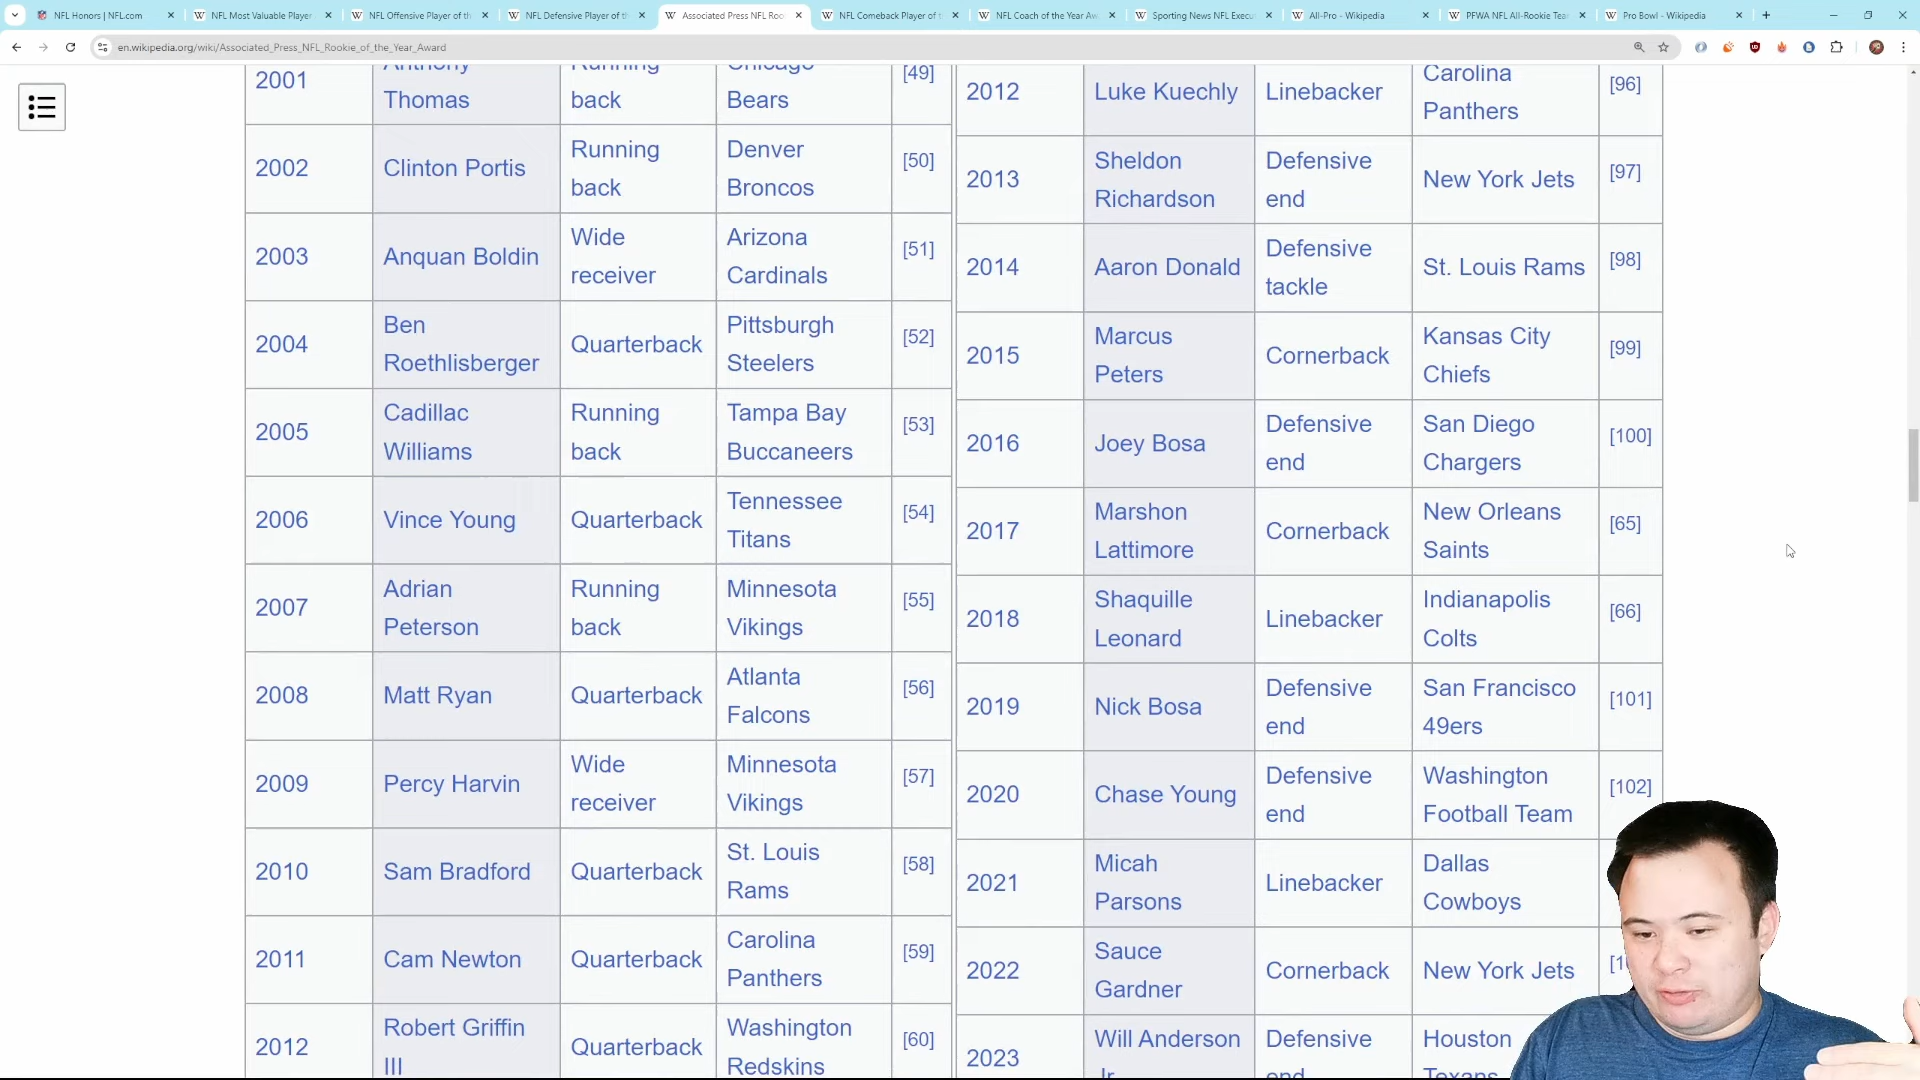 NFL Honors | NFL.com
NFL Most Valuable Player
NFL Offensive Player of th
NFL Defensive Player of th
Associated Press NFL Roo
NFL Comeback Player of t
NFL Coach of the Year Aw
Sporting News NFL Execu
All-Pro - Wikipedia
PFWA NFL All-Rookie Tea
Pro Bowl - Wikipedia
en.wikipedia.org/wiki/Associated_Press_NFL_Rookie_of_the_Year_Award
2001
Anthony
Thomas
Running
back
Chicago
Bears
[49]
2002
Clinton Portis
Running
back
Denver
Broncos
[50]
2003
Anquan Boldin
Wide
receiver
Arizona
Cardinals
[51]
2004
Ben
Roethlisberger
Quarterback
Pittsburgh
Steelers
[52]
2005
Cadillac
Williams
Running
back
Tampa Bay
Buccaneers
[53]
2006
Vince Young
Quarterback
Tennessee
Titans
[54]
2007
Adrian
Peterson
Running
back
Minnesota
Vikings
[55]
2008
Matt Ryan
Quarterback
Atlanta
Falcons
[56]
2009
Percy Harvin
Wide
receiver
Minnesota
Vikings
[57]
2010
Sam Bradford
Quarterback
St. Louis
Rams
[58]
2011
Cam Newton
Quarterback
Carolina
Panthers
[59]
2012
Robert Griffin
III
Quarterback
Washington
Redskins
[60]
2012
Luke Kuechly
Linebacker
Carolina
Panthers
[96]
2013
Sheldon
Richardson
Defensive
end
New York Jets
[97]
2014
Aaron Donald
Defensive
tackle
St. Louis Rams
[98]
2015
Marcus
Peters
Cornerback
Kansas City
Chiefs
[99]
2016
Joey Bosa
Defensive
end
San Diego
Chargers
[100]
2017
Marshon
Lattimore
Cornerback
New Orleans
Saints
[65]
2018
Shaquille
Leonard
Linebacker
Indianapolis
Colts
[66]
2019
Nick Bosa
Defensive
end
San Francisco
49ers
[101]
2020
Chase Young
Defensive
end
Washington
Football Team
[102]
2021
Micah
Parsons
Linebacker
Dallas
Cowboys
2022
Sauce
Gardner
Cornerback
New York Jets
2023
Will Anderson
Jr.
Defensive
end
Houston
Texans